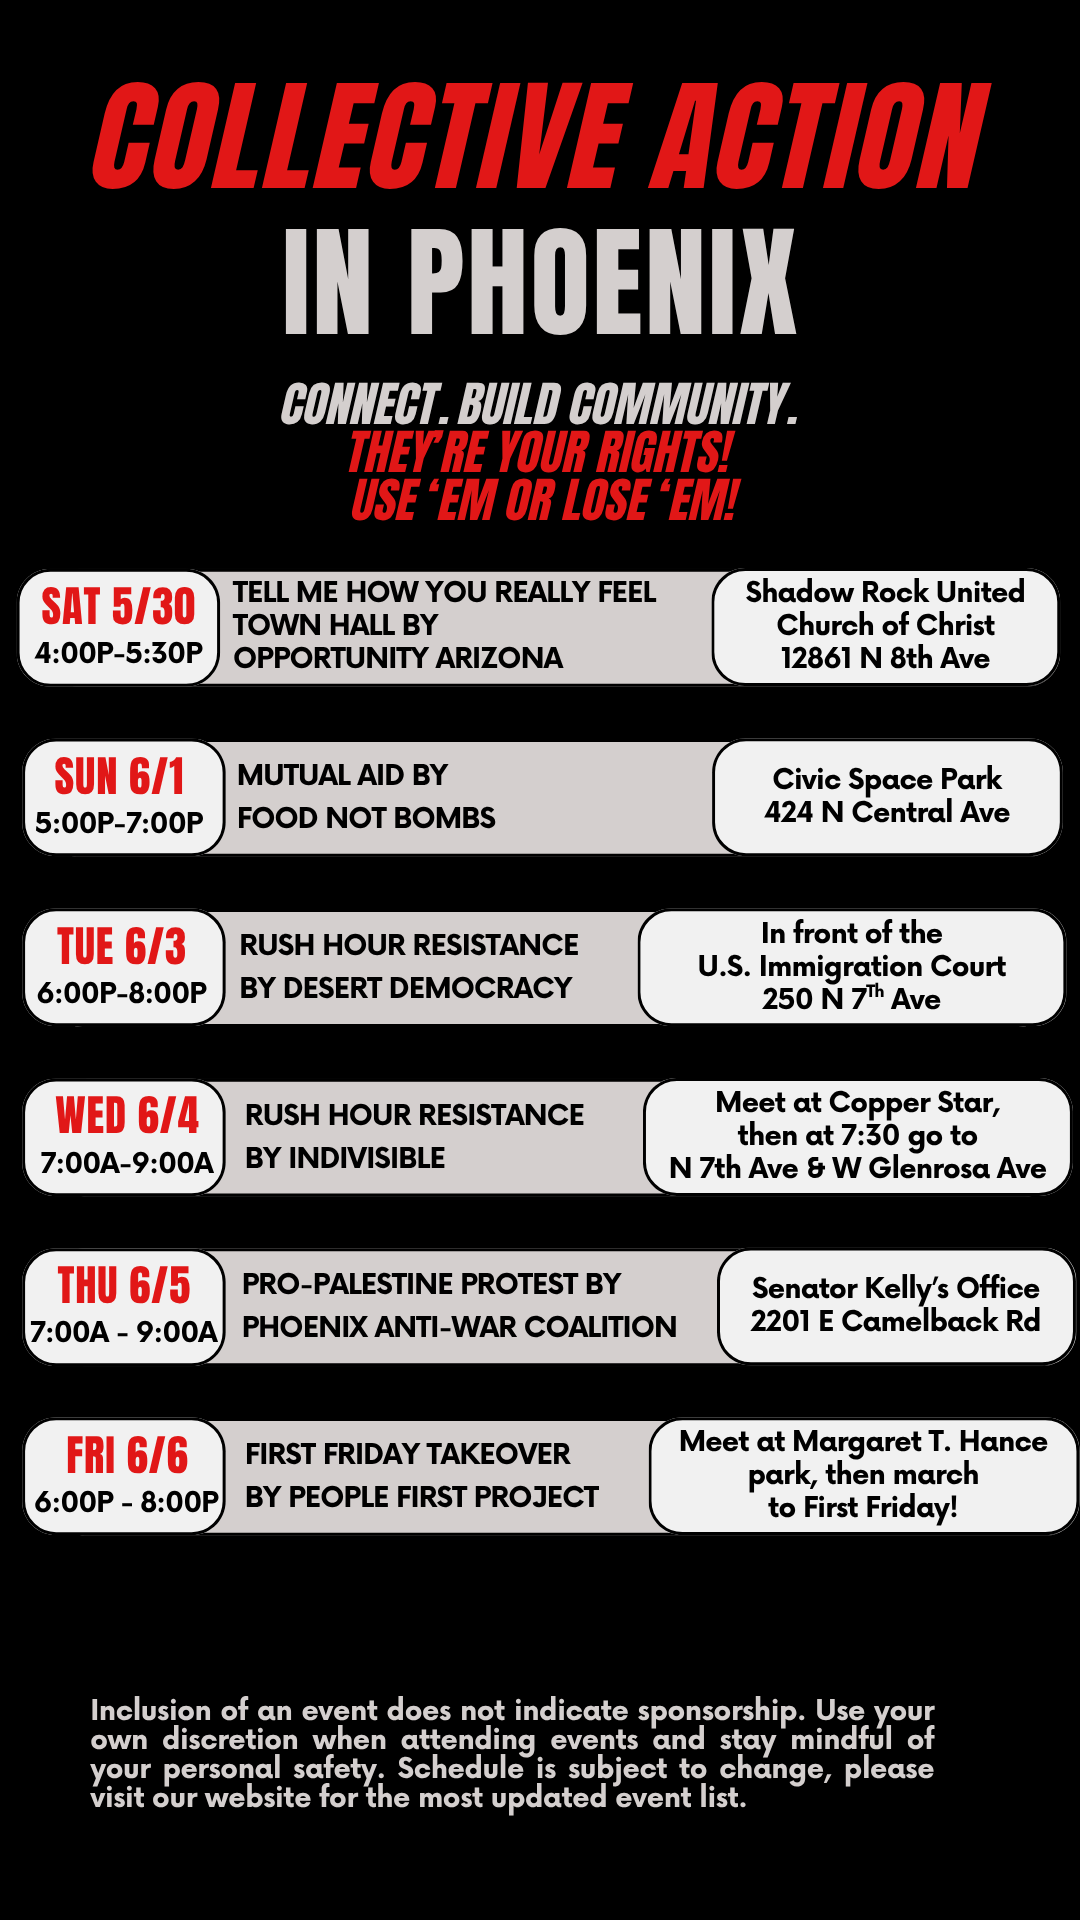 COLLECTIVE ACTION
IN PHOENIX
CONNECT. BUILD COMMUNITY.
THEY'RE YOUR RIGHTS!
USE ‘EM OR LOSE ‘EM!
SAT 5/30
4:00P-5:30P
TELL ME HOW YOU REALLY FEEL
TOWN HALL BY
OPPORTUNITY ARIZONA
Shadow Rock United
Church of Christ
12861 N 8th Ave
SUN 6/1
5:00P-7:00P
MUTUAL AID BY
FOOD NOT BOMBS
Civic Space Park
424 N Central Ave
TUE 6/3
6:00P-8:00P
RUSH HOUR RESISTANCE
BY DESERT DEMOCRACY
In front of the
U.S. Immigration Court
250 N 7Th Ave
WED 6/4
7:00A-9:00A
RUSH HOUR RESISTANCE
BY INDIVISIBLE
Meet at Copper Star,
then at 7:30 go to
N 7th Ave & W Glenrosa Ave
THU 6/5
7:00A - 9:00A
PRO-PALESTINE PROTEST BY
PHOENIX ANTI-WAR COALITION
Senator Kelly’s Office
2201 E Camelback Rd
FRI 6/6
6:00P - 8:00P
FIRST FRIDAY TAKEOVER
BY PEOPLE FIRST PROJECT
Meet at Margaret T. Hance
park, then march
to First Friday!
Inclusion of an event does not indicate sponsorship. Use your
own discretion when attending events and stay mindful of
your personal safety. Schedule is subject to change, please
visit our website for the most updated event list.